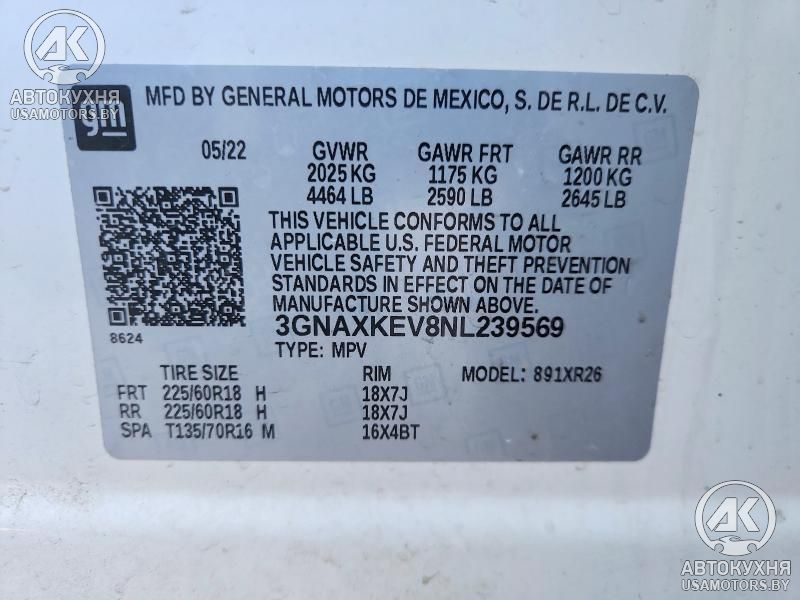 АК
АВТОКУХНЯ
USAMOTORS.BY
gm
MFD BY GENERAL MOTORS DE MEXICO, S. DE R.L. DE C.V.
05/22 GVWR GAWR FRT GAWR RR
2025 KG 1175 KG 1200 KG
4464 LB 2590 LB 2645 LB
THIS VEHICLE CONFORMS TO ALL
APPLICABLE U.S. FEDERAL MOTOR
VEHICLE SAFETY AND THEFT PREVENTION
STANDARDS IN EFFECT ON THE DATE OF
MANUFACTURE SHOWN ABOVE.
8624
3GNAXKEV8NL239569
TYPE: MPV
TIRE SIZE RIM MODEL: 891XR26
FRT 225/60R18 H 18X7J
RR 225/60R18 H 18X7J
SPA T135/70R16 M 16X4BT
АК
АВТОКУХНЯ
USAMOTORS.BY